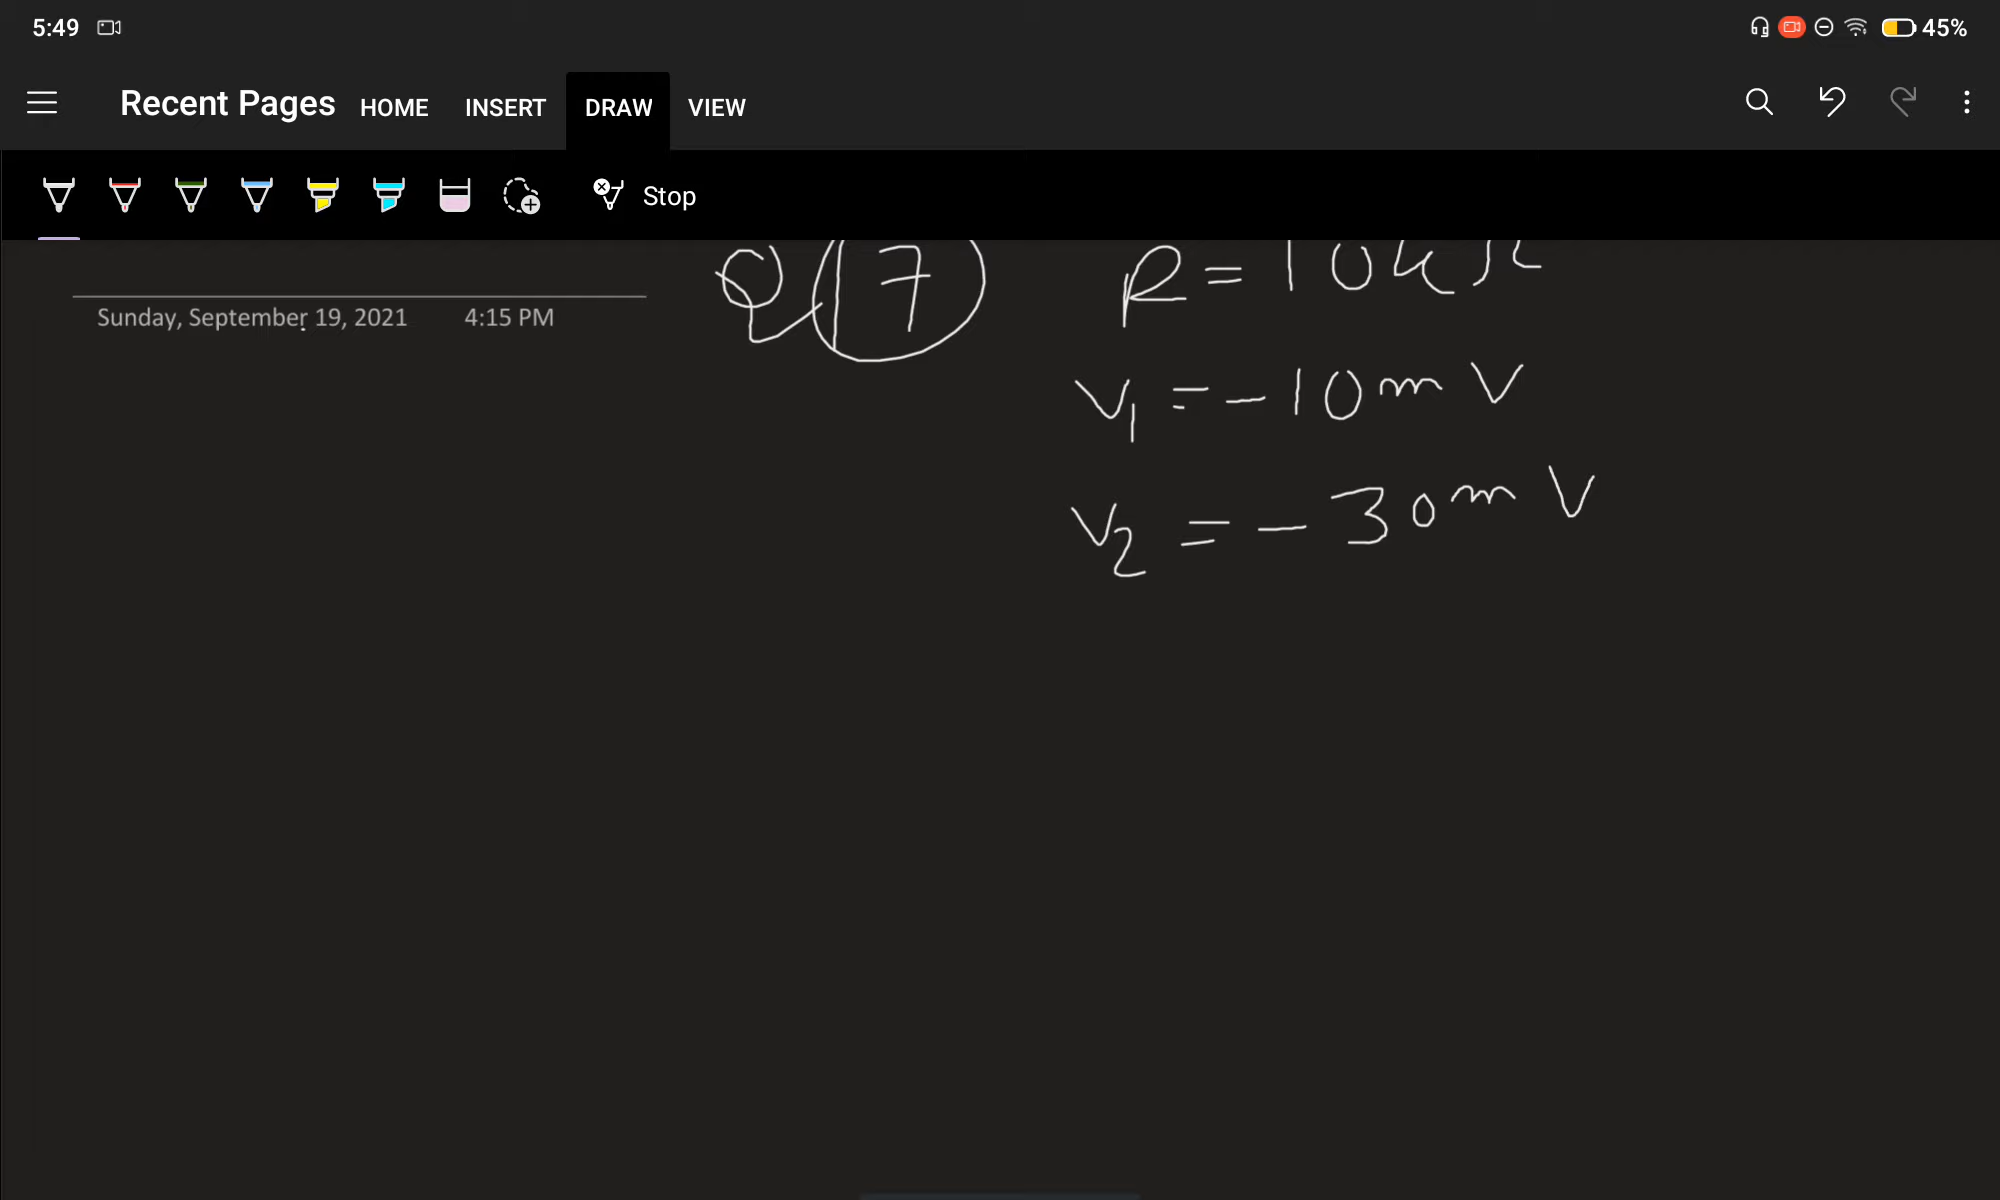 5:49 45%
Recent Pages HOME INSERT DRAW VIEW
Stop
Q 17 R = 10kΩ
Sunday, September 19, 2021 4:15 PM
V1 = -10mV
V2 = -30mV